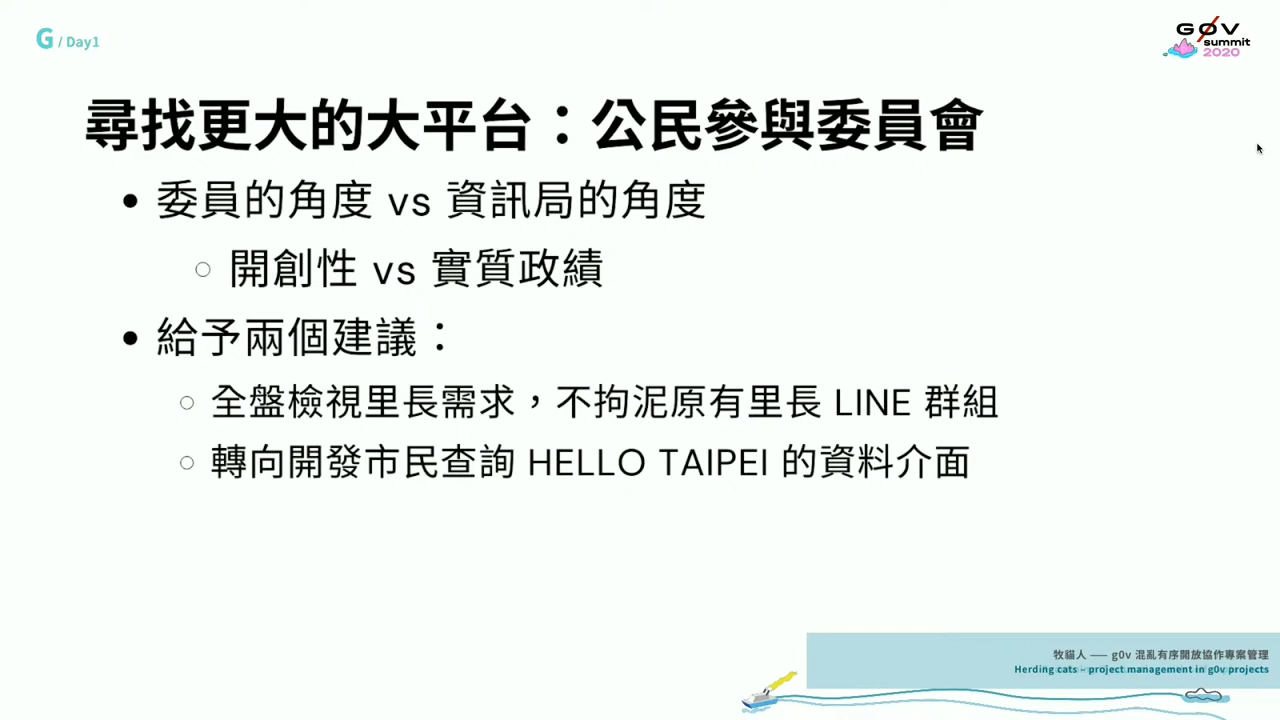 G / Day1
G0V
summit
2020
尋找更大的大平台：公民參與委員會
委員的角度 vs 資訊局的角度
開創性 vs 實質政績
給予兩個建議：
全盤檢視里長需求，不拘泥原有里長 LINE 群組
轉向開發市民查詢 HELLO TAIPEI 的資料介面
牧貓人 —— g0v 混亂有序開放協作專案管理
Herding cats - project management in g0v projects